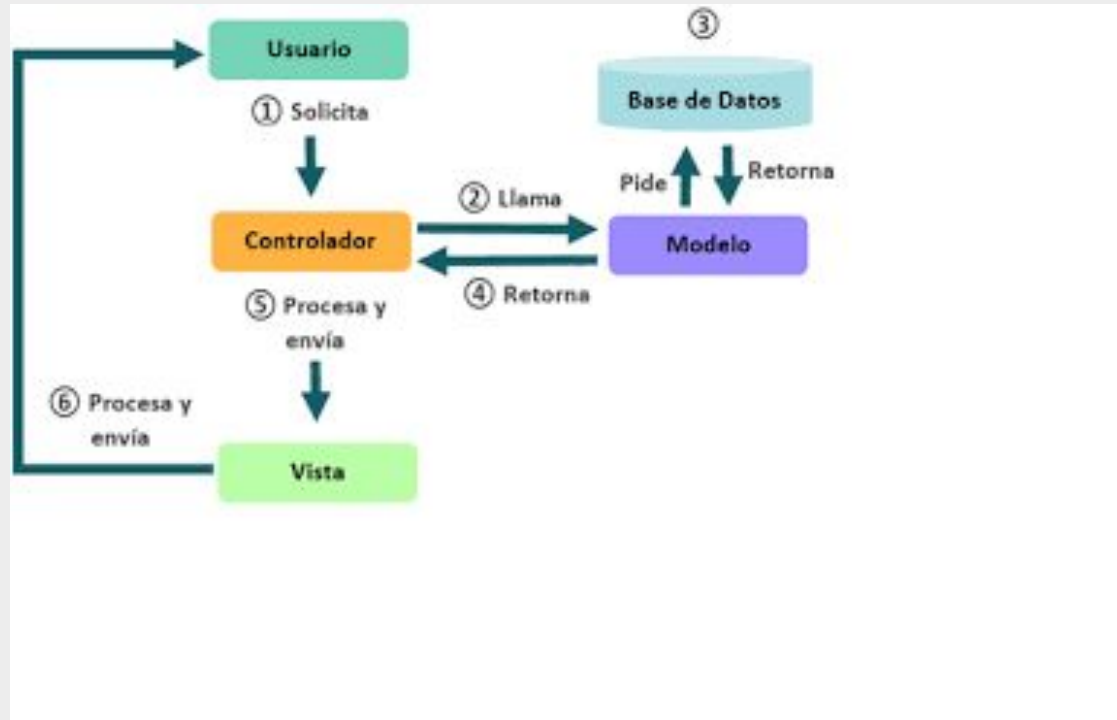 ③
Usuario
Base de Datos
① Solicita
Pide
Retorna
② Llama
Controlador
Modelo
④ Retorna
⑤ Procesa y
envía
⑥ Procesa y
envía
Vista